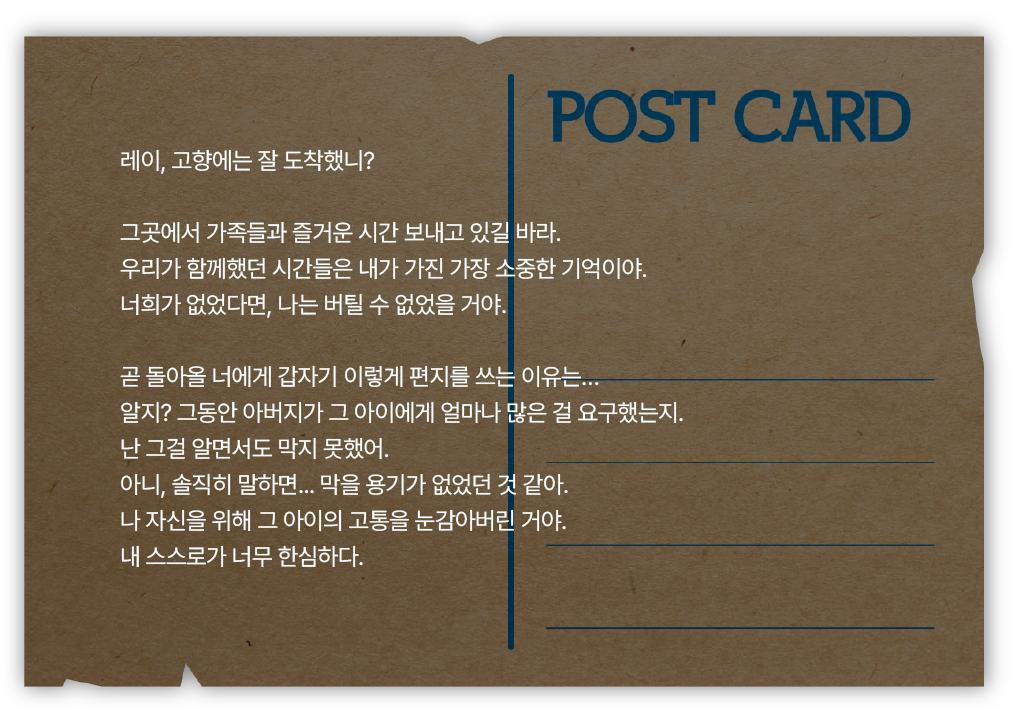 POST CARD
레이, 고향에는 잘 도착했니?
그곳에서 가족들과 즐거운 시간 보내고 있길 바라.
우리가 함께했던 시간들은 내가 가진 가장 소중한 기억이야.
너희가 없었다면, 나는 버틸 수 없었을 거야.
곧 돌아올 너에게 갑자기 이렇게 편지를 쓰는 이유는...
알지? 그동안 아버지가 그 아이에게 얼마나 많은 걸 요구했는지.
난 그걸 알면서도 막지 못했어.
아니, 솔직히 말하면... 막을 용기가 없었던 것 같아.
나 자신을 위해 그 아이의 고통을 눈감아버린 거야.
내 스스로가 너무 한심하다.